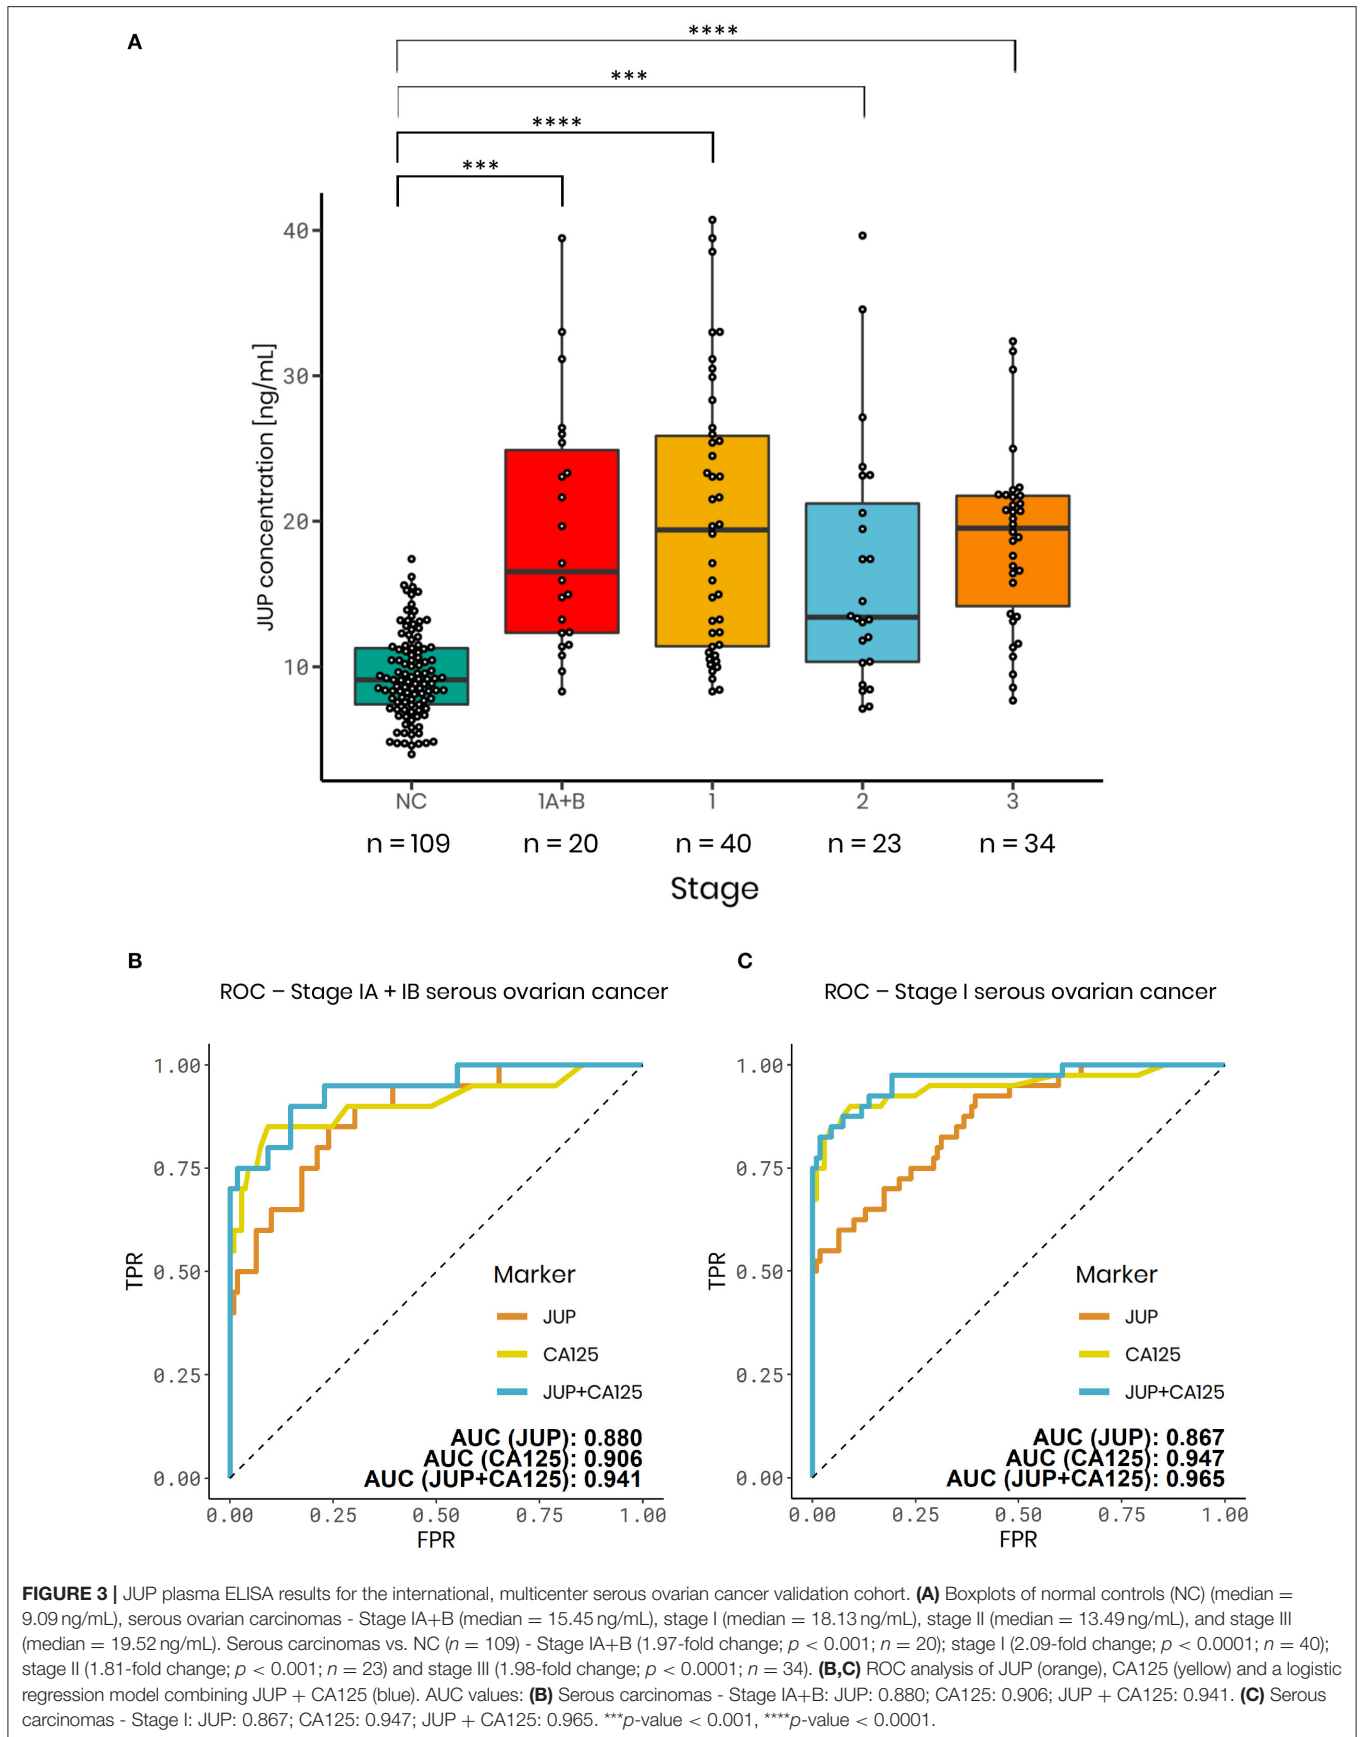 A
****
***
****
***
40
30
20
10
JUP concentration [ng/mL]
NC 1A+B 1 2 3
n = 109 n = 20 n = 40 n = 23 n = 34
Stage
B
ROC – Stage IA + IB serous ovarian cancer
1.00
0.75
0.50
0.25
0.00
TPR
Marker
JUP
CA125
JUP+CA125
AUC (JUP): 0.880
AUC (CA125): 0.906
AUC (JUP+CA125): 0.941
0.00 0.25 0.50 0.75 1.00
FPR
C
ROC – Stage I serous ovarian cancer
1.00
0.75
0.50
0.25
0.00
TPR
Marker
JUP
CA125
JUP+CA125
AUC (JUP): 0.867
AUC (CA125): 0.947
AUC (JUP+CA125): 0.965
0.00 0.25 0.50 0.75 1.00
FPR
FIGURE 3 | JUP plasma ELISA results for the international, multicenter serous ovarian cancer validation cohort. (A) Boxplots of normal controls (NC) (median =
9.09 ng/mL), serous ovarian carcinomas - Stage IA+B (median = 15.45 ng/mL), stage I (median = 18.13 ng/mL), stage II (median = 13.49 ng/mL), and stage III
(median = 19.52 ng/mL). Serous carcinomas vs. NC (n = 109) - Stage IA+B (1.97-fold change; p < 0.001; n = 20); stage I (2.09-fold change; p < 0.0001; n = 40);
stage II (1.81-fold change; p < 0.001; n = 23) and stage III (1.98-fold change; p < 0.0001; n = 34). (B,C) ROC analysis of JUP (orange), CA125 (yellow) and a logistic
regression model combining JUP + CA125 (blue). AUC values: (B) Serous carcinomas - Stage IA+B: JUP: 0.880; CA125: 0.906; JUP + CA125: 0.941. (C) Serous
carcinomas - Stage I: JUP: 0.867; CA125: 0.947; JUP + CA125: 0.965. ***p-value < 0.001, ****p-value < 0.0001.